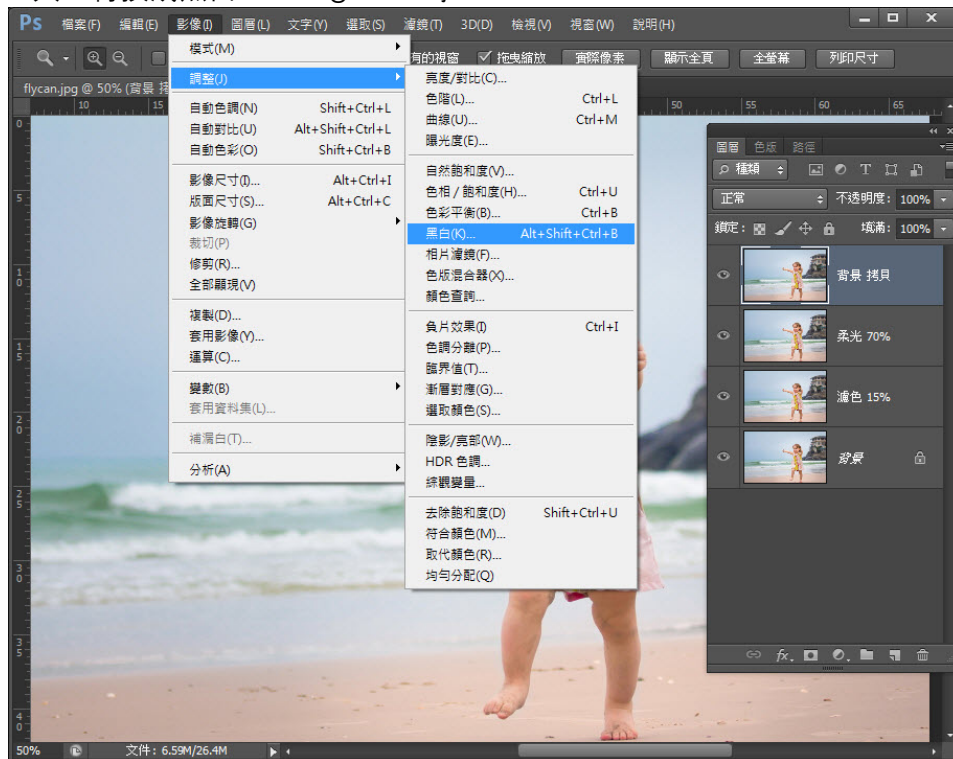 Ps 檔案(F) 編輯(E) 影像(I) 圖層(L) 文字(Y) 選取(S) 濾鏡(T) 3D(D) 檢視(V) 視窗(W) 說明(H)
有的視窗 拖曳縮放 實際像素 顯示全頁 全螢幕 列印尺寸
flycan.jpg @ 50% (背景
10 15 50 55 60 65
模式(M)
調整(J)
自動色調(N) Shift+Ctrl+L
自動對比(U) Alt+Shift+Ctrl+L
自動色彩(O) Shift+Ctrl+B
影像尺寸(I)... Alt+Ctrl+I
版面尺寸(S)... Alt+Ctrl+C
影像旋轉(G)
裁切(P)
修剪(R)...
全部顯現(V)
複製(D)...
套用影像(Y)...
運算(C)...
變數(B)
套用資料集(L)...
補漏白(T)...
分析(A)
亮度/對比(C)...
色階(L)... Ctrl+L
曲線(U)... Ctrl+M
曝光度(E)...
自然飽和度(V)...
色相 / 飽和度(H)... Ctrl+U
色彩平衡(B)... Ctrl+B
黑白(K)... Alt+Shift+Ctrl+B
相片濾鏡(F)...
色版混合器(X)...
顏色查詢...
負片效果(I) Ctrl+I
色調分離(P)...
臨界值(T)...
漸層對應(G)...
選取顏色(S)...
陰影/亮部(W)...
HDR 色調...
綜觀變量...
去除飽和度(D) Shift+Ctrl+U
符合顏色(M)...
取代顏色(R)...
均勻分配(Q)
圖層 色版 路徑
種類
正常 不透明度: 100%
鎖定: 填滿: 100%
背景 拷貝
柔光 70%
濾色 15%
背景
fx.
50% 文件: 6.59M/26.4M